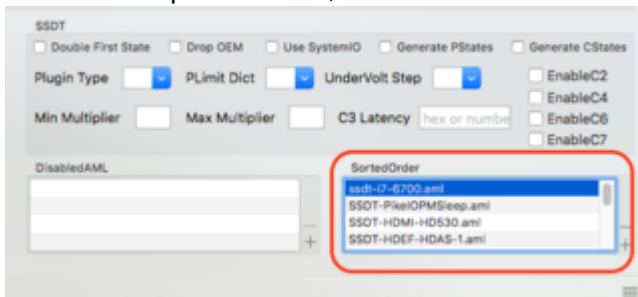 SSDT
Double First State Drop OEM Use SystemIO Generate PStates Generate CStates
Plugin Type PLimit Dict UnderVolt Step EnableC2
EnableC4
Min Multiplier Max Multiplier C3 Latency hex or numbe EnableC6
EnableC7
DisabledAML SortedOrder
ssdt-i7-6700.aml
SSDT-PikelOPMSleep.aml
SSDT-HDMI-HD530.aml
SSDT-HDEF-HDAS-1.aml